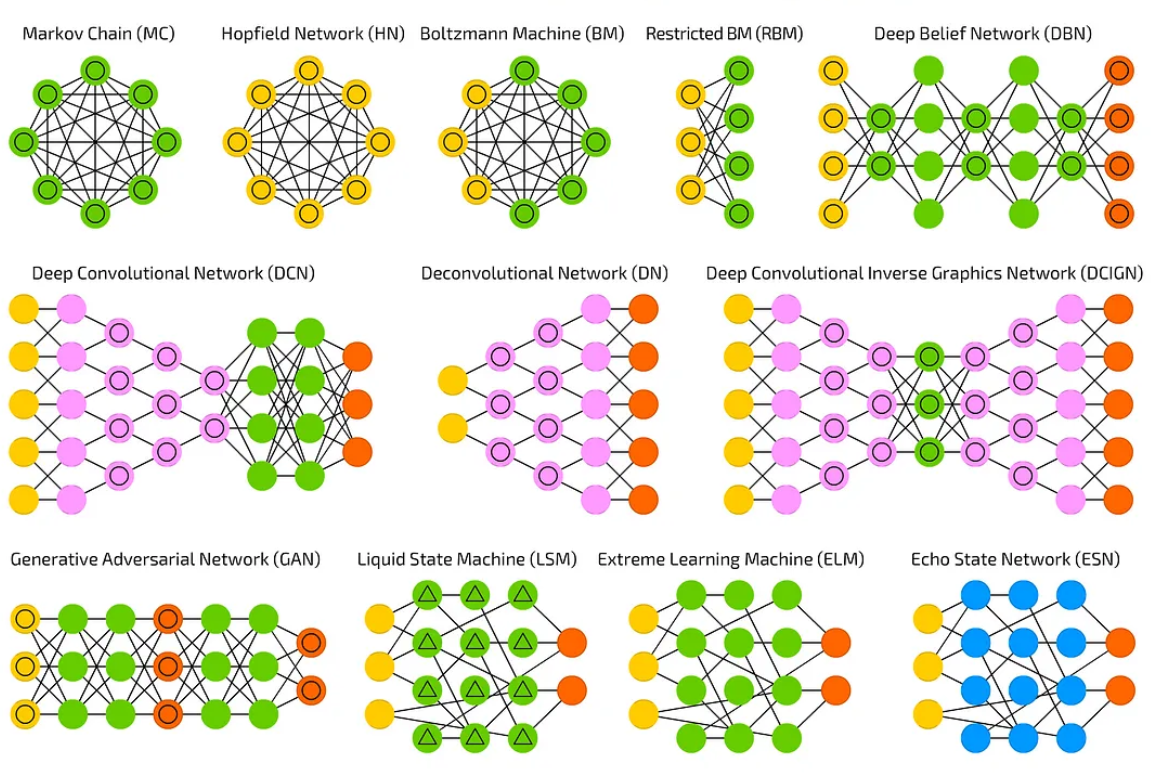 Markov Chain (MC)
Hopfield Network (HN)
Boltzmann Machine (BM)
Restricted BM (RBM)
Deep Belief Network (DBN)
Deep Convolutional Network (DCN)
Deconvolutional Network (DN)
Deep Convolutional Inverse Graphics Network (DCIGN)
Generative Adversarial Network (GAN)
Liquid State Machine (LSM)
Extreme Learning Machine (ELM)
Echo State Network (ESN)